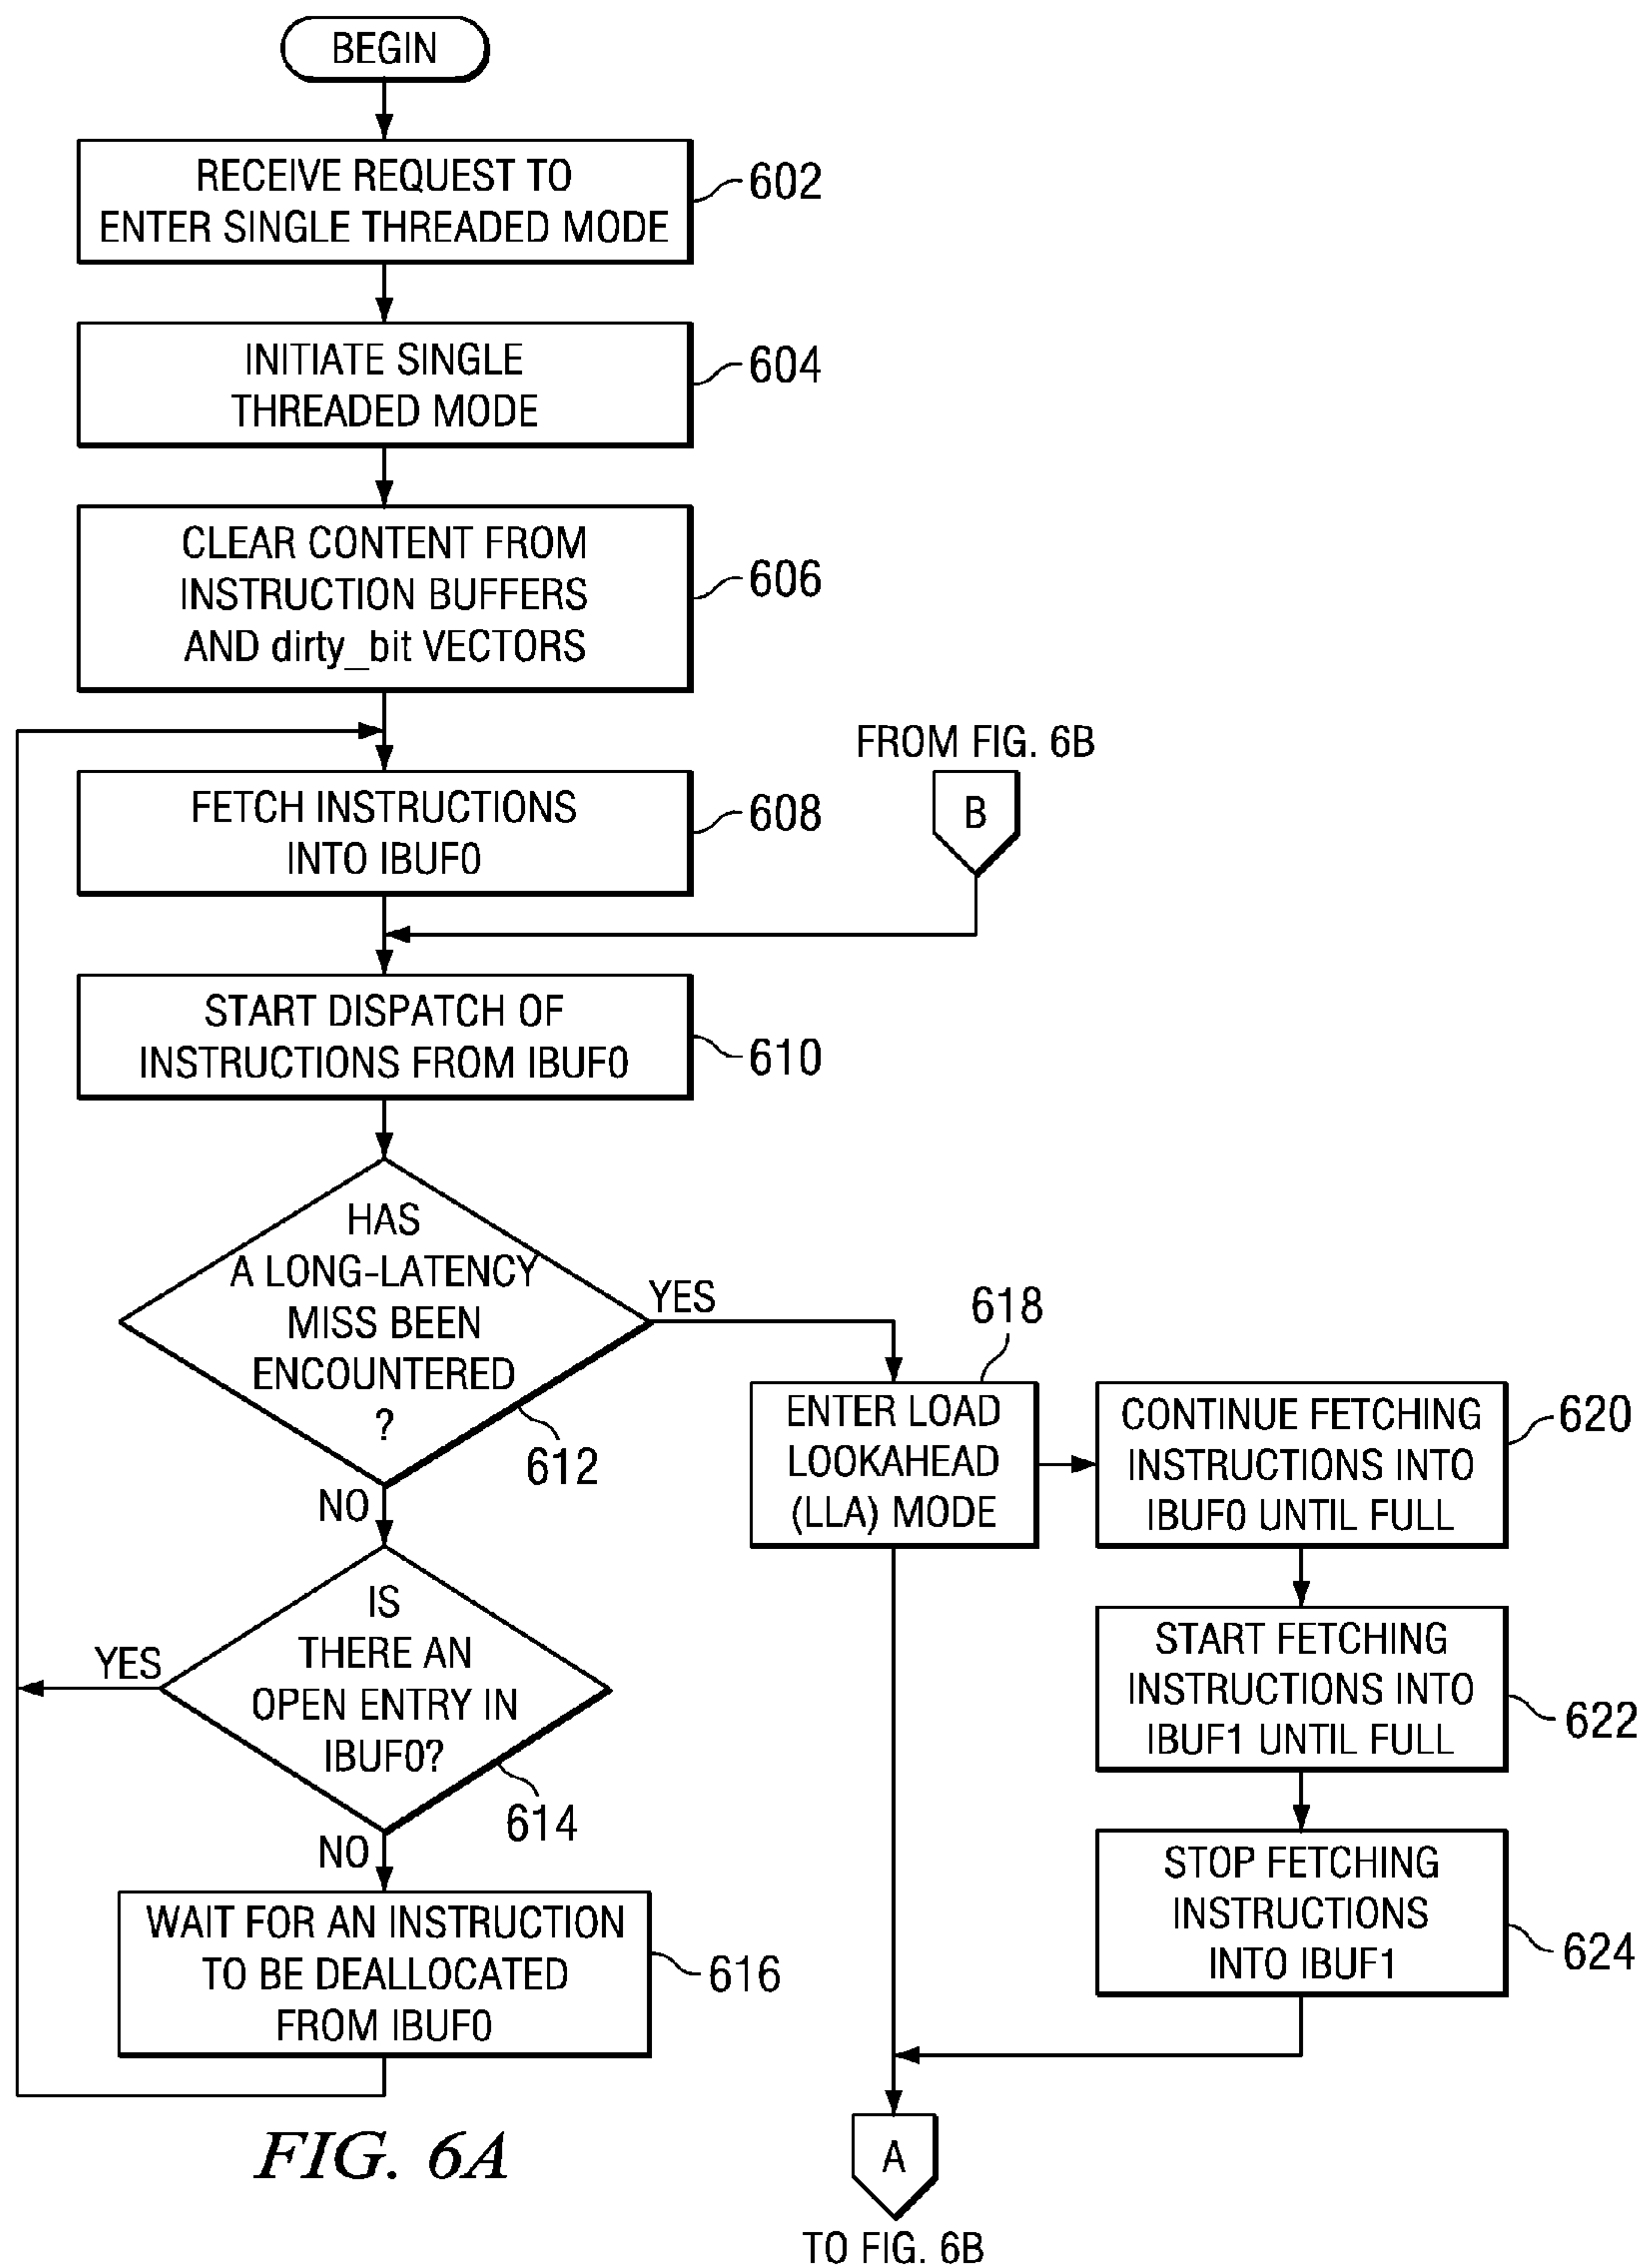 BEGIN
RECEIVE REQUEST TO
ENTER SINGLE THREADED MODE
602
INITIATE SINGLE
THREADED MODE
604
CLEAR CONTENT FROM
INSTRUCTION BUFFERS
AND dirty_bit VECTORS
606
FROM FIG. 6B
B
FETCH INSTRUCTIONS
INTO IBUF0
608
START DISPATCH OF
INSTRUCTIONS FROM IBUF0
610
HAS
A LONG-LATENCY
MISS BEEN
ENCOUNTERED
?
612
YES
NO
618
ENTER LOAD
LOOKAHEAD
(LLA) MODE
CONTINUE FETCHING
INSTRUCTIONS INTO
IBUF0 UNTIL FULL
620
IS
THERE AN
OPEN ENTRY IN
IBUF0?
614
YES
NO
START FETCHING
INSTRUCTIONS INTO
IBUF1 UNTIL FULL
622
WAIT FOR AN INSTRUCTION
TO BE DEALLOCATED
FROM IBUF0
616
STOP FETCHING
INSTRUCTIONS
INTO IBUF1
624
FIG. 6A
A
TO FIG. 6B